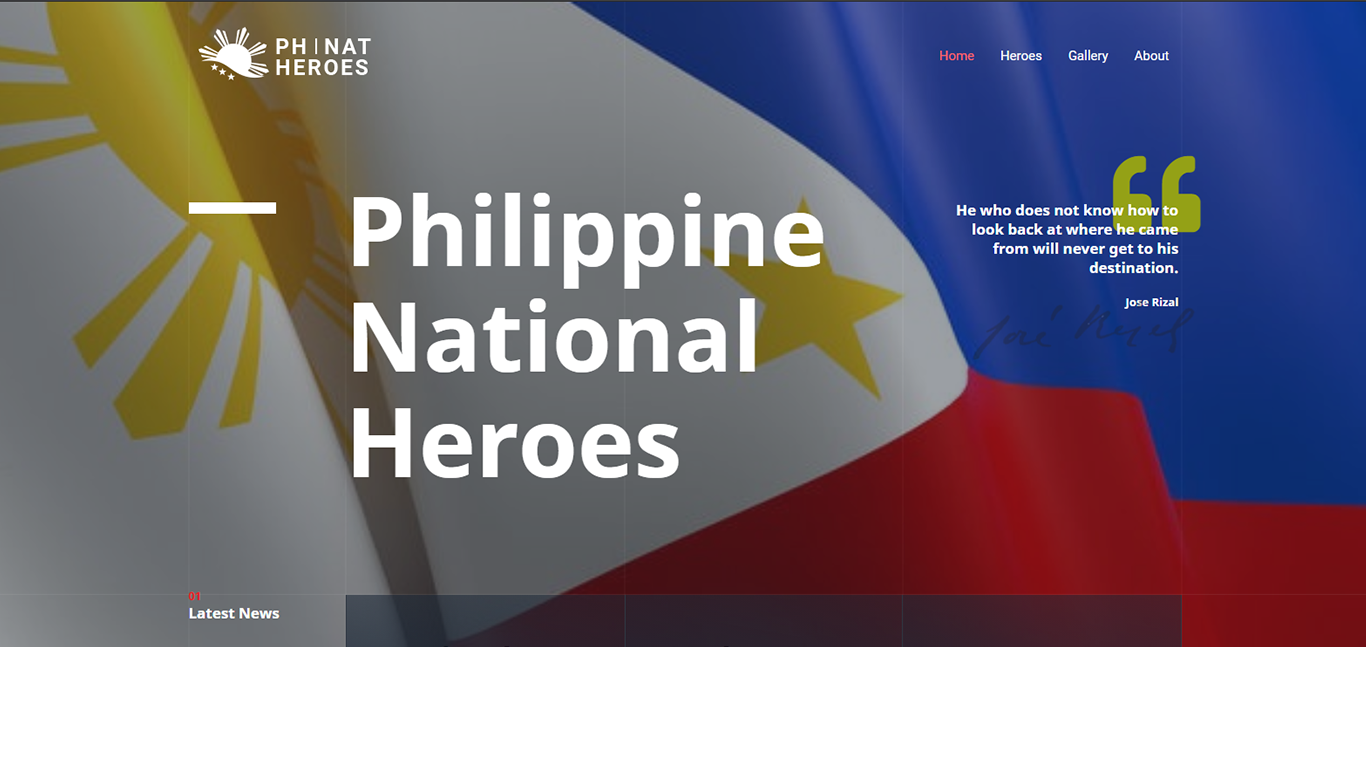 PH | NAT
HEROES
Home Heroes Gallery About
Philippine
National
Heroes
He who does not know how to
look back at where he came
from will never get to his
destination.
Jose Rizal
José Rizal
01
Latest News